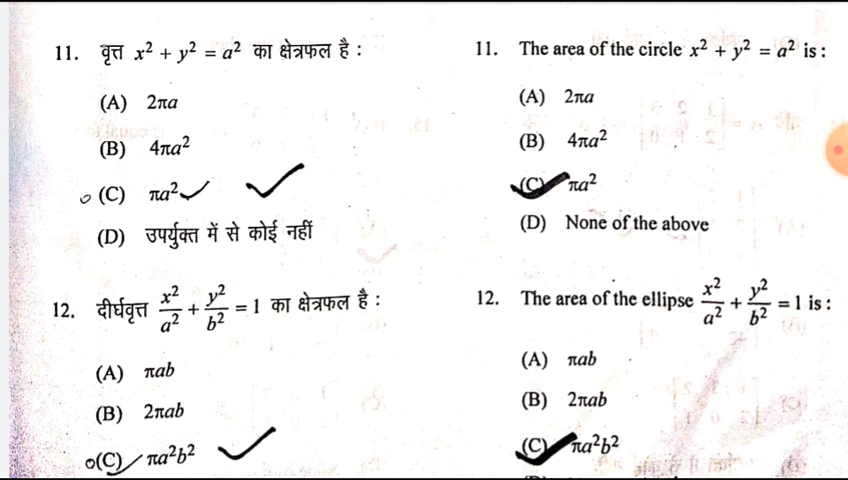 11. वृत्त x² + y² = a² का क्षेत्रफल है :
(A) 2πa
(B) 4πa²
(C) πa²
(D) उपर्युक्त में से कोई नहीं
12. दीर्घवृत्त x²/a² + y²/b² = 1 का क्षेत्रफल है :
(A) πab
(B) 2πab
(C) πa²b²
11. The area of the circle x² + y² = a² is :
(A) 2πa
(B) 4πa²
(C) πa²
(D) None of the above
12. The area of the ellipse x²/a² + y²/b² = 1 is :
(A) πab
(B) 2πab
(C) πa²b²